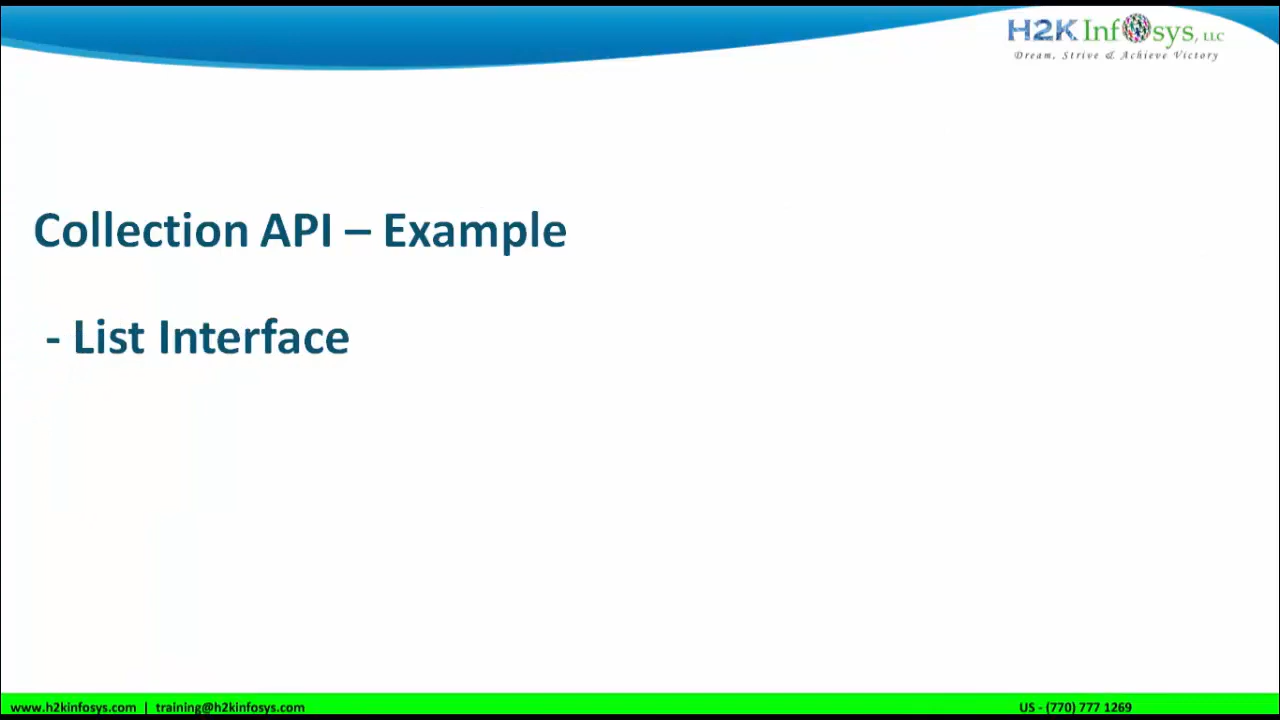 H2K Infosys, LLC
Dream, Strive & Achieve Victory
Collection API – Example
- List Interface
www.h2kinfosys.com | training@h2kinfosys.com
US - (770) 777 1269